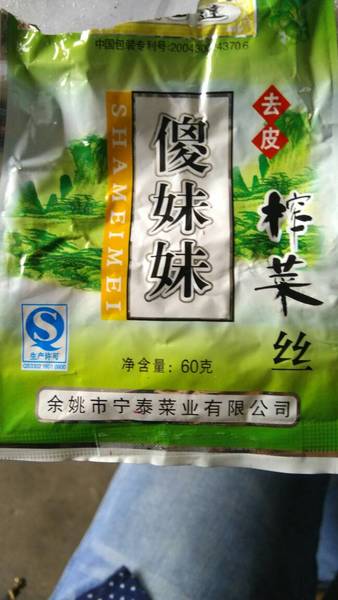 中国包装专利号:
去皮
傻妹妹
SHAMEIMEI
榨菜丝
生产许可
净含量: 60克
余姚市宁泰菜业有限公司